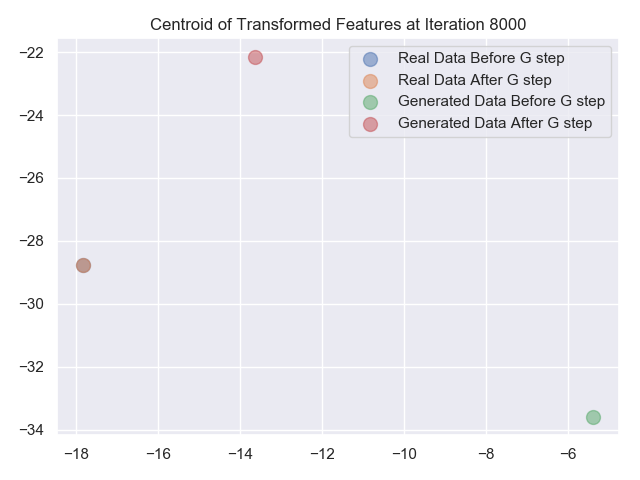 Centroid of Transformed Features at Iteration 8000
Real Data Before G step
Real Data After G step
Generated Data Before G step
Generated Data After G step
−22
−24
−26
−28
−30
−32
−34
−18 −16 −14 −12 −10 −8 −6